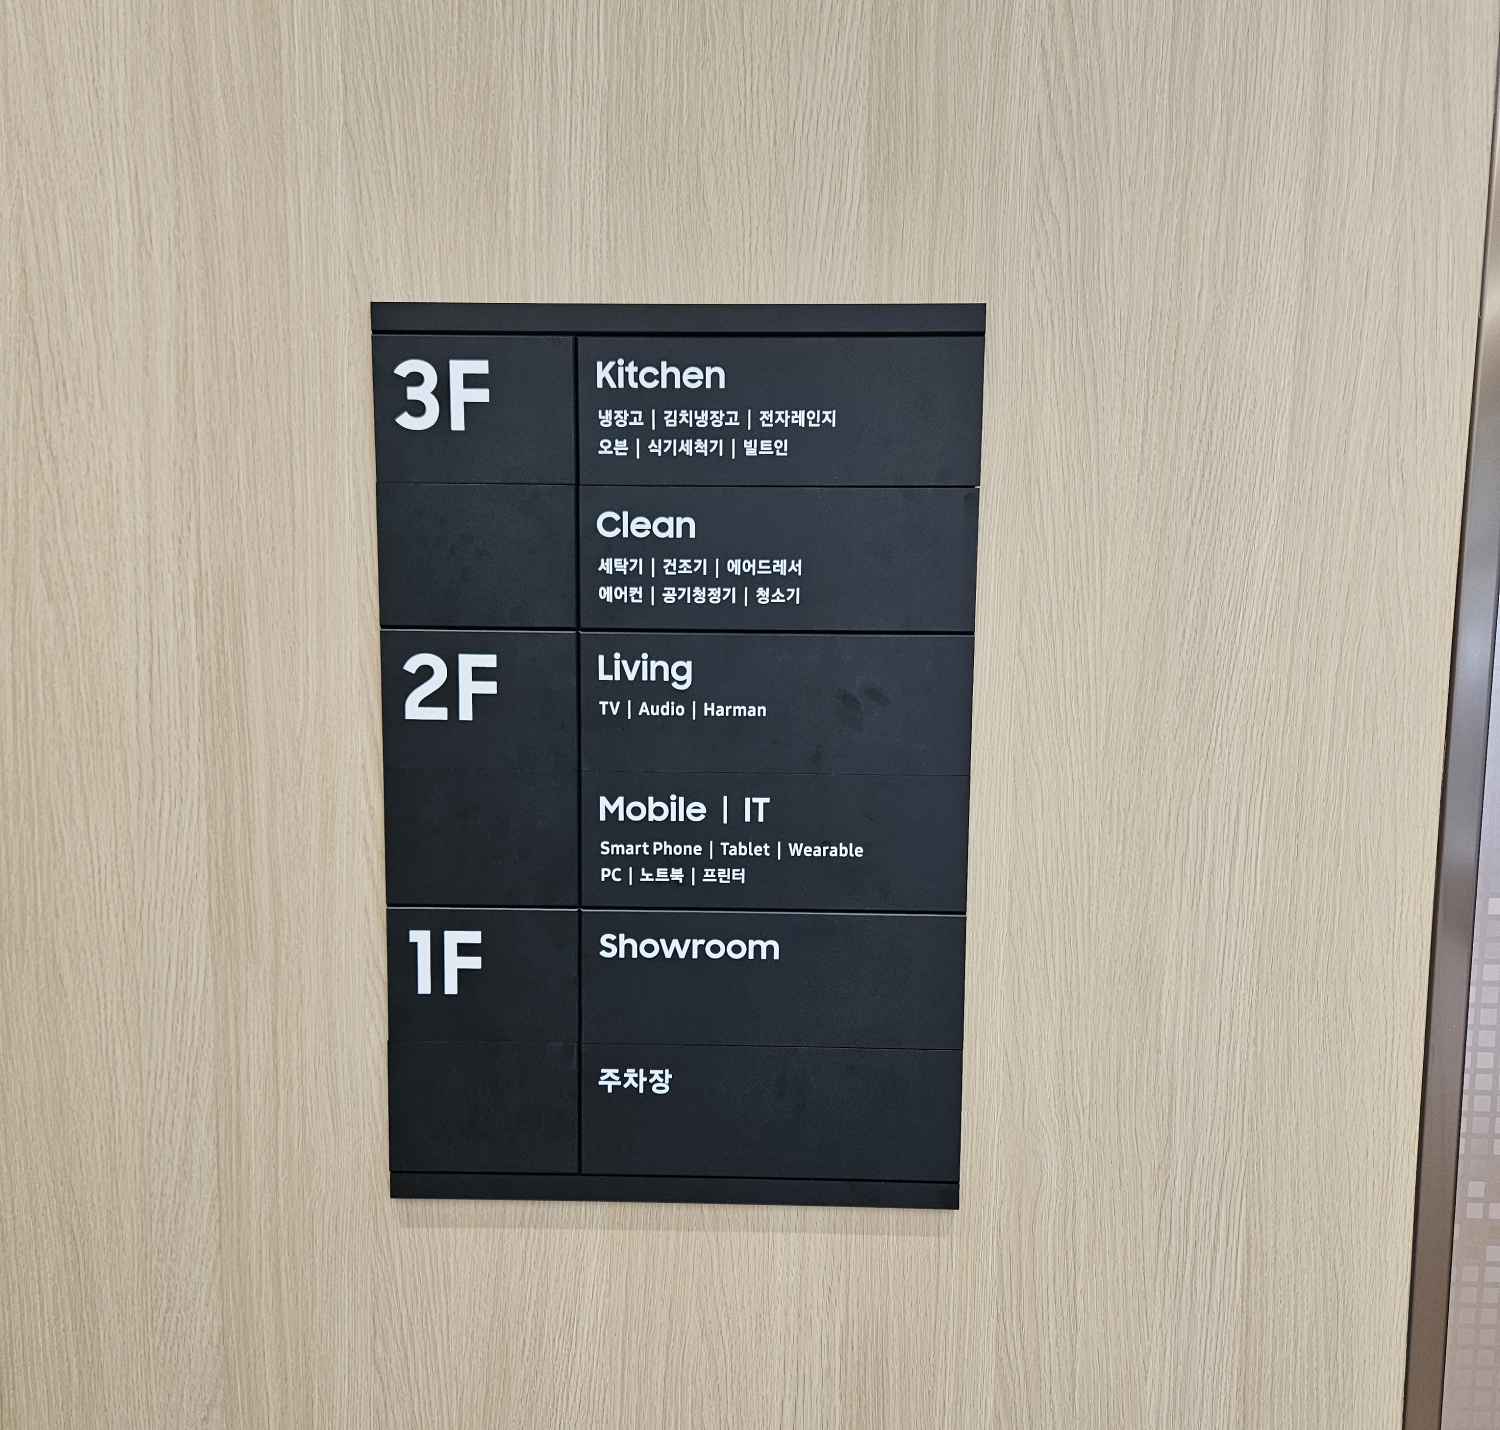 3F
Kitchen
냉장고 | 김치냉장고 | 전자레인지
오븐 | 식기세척기 | 빌트인
Clean
세탁기 | 건조기 | 에어드레서
에어컨 | 공기청정기 | 청소기
2F
Living
TV | Audio | Harman
Mobile | IT
Smart Phone | Tablet | Wearable
PC | 노트북 | 프린터
1F
Showroom
주차장